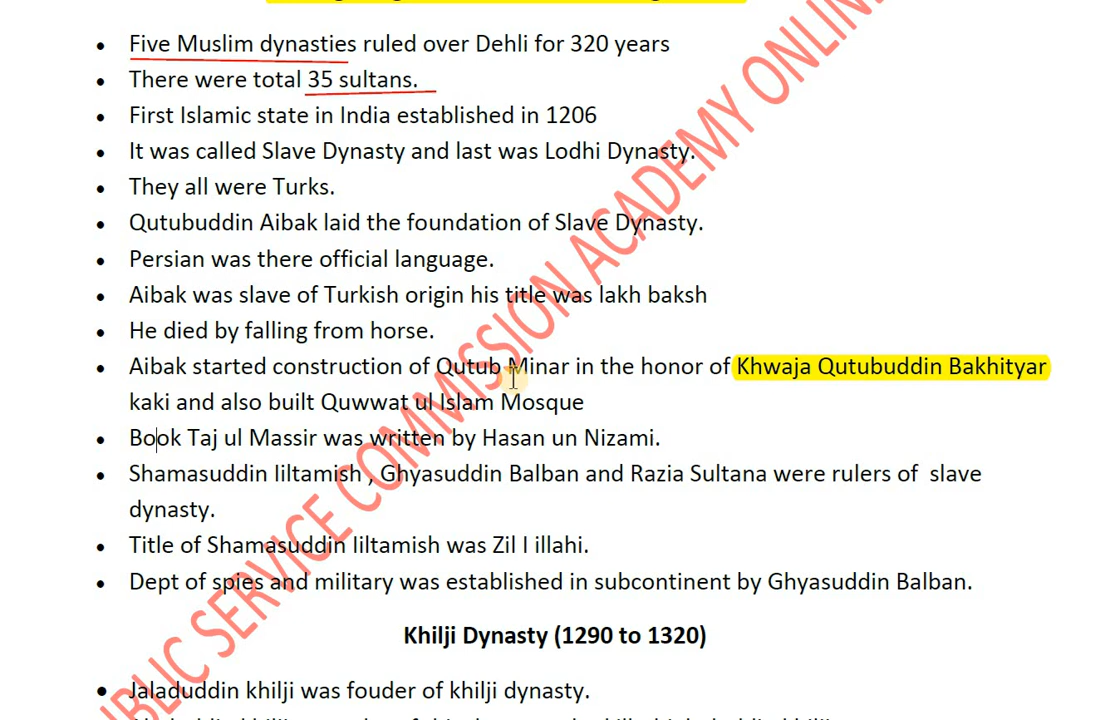 Five Muslim dynasties ruled over Dehli for 320 years
There were total 35 sultans.
First Islamic state in India established in 1206
It was called Slave Dynasty and last was Lodhi Dynasty.
They all were Turks.
Qutubuddin Aibak laid the foundation of Slave Dynasty.
Persian was there official language.
Aibak was slave of Turkish origin his title was lakh baksh
He died by falling from horse.
Aibak started construction of Qutub Minar in the honor of Khwaja Qutubuddin Bakhityar
kaki and also built Quwwat ul Islam Mosque
Book Taj ul Massir was written by Hasan un Nizami.
Shamasuddin Iiltamish , Ghyasuddin Balban and Razia Sultana were rulers of slave
dynasty.
Title of Shamasuddin Iiltamish was Zil I illahi.
Dept of spies and military was established in subcontinent by Ghyasuddin Balban.
Khilji Dynasty (1290 to 1320)
Jaladuddin khilji was fouder of khilji dynasty.
PUBLIC SERVICE COMMISSION ACADEMY ONLIN